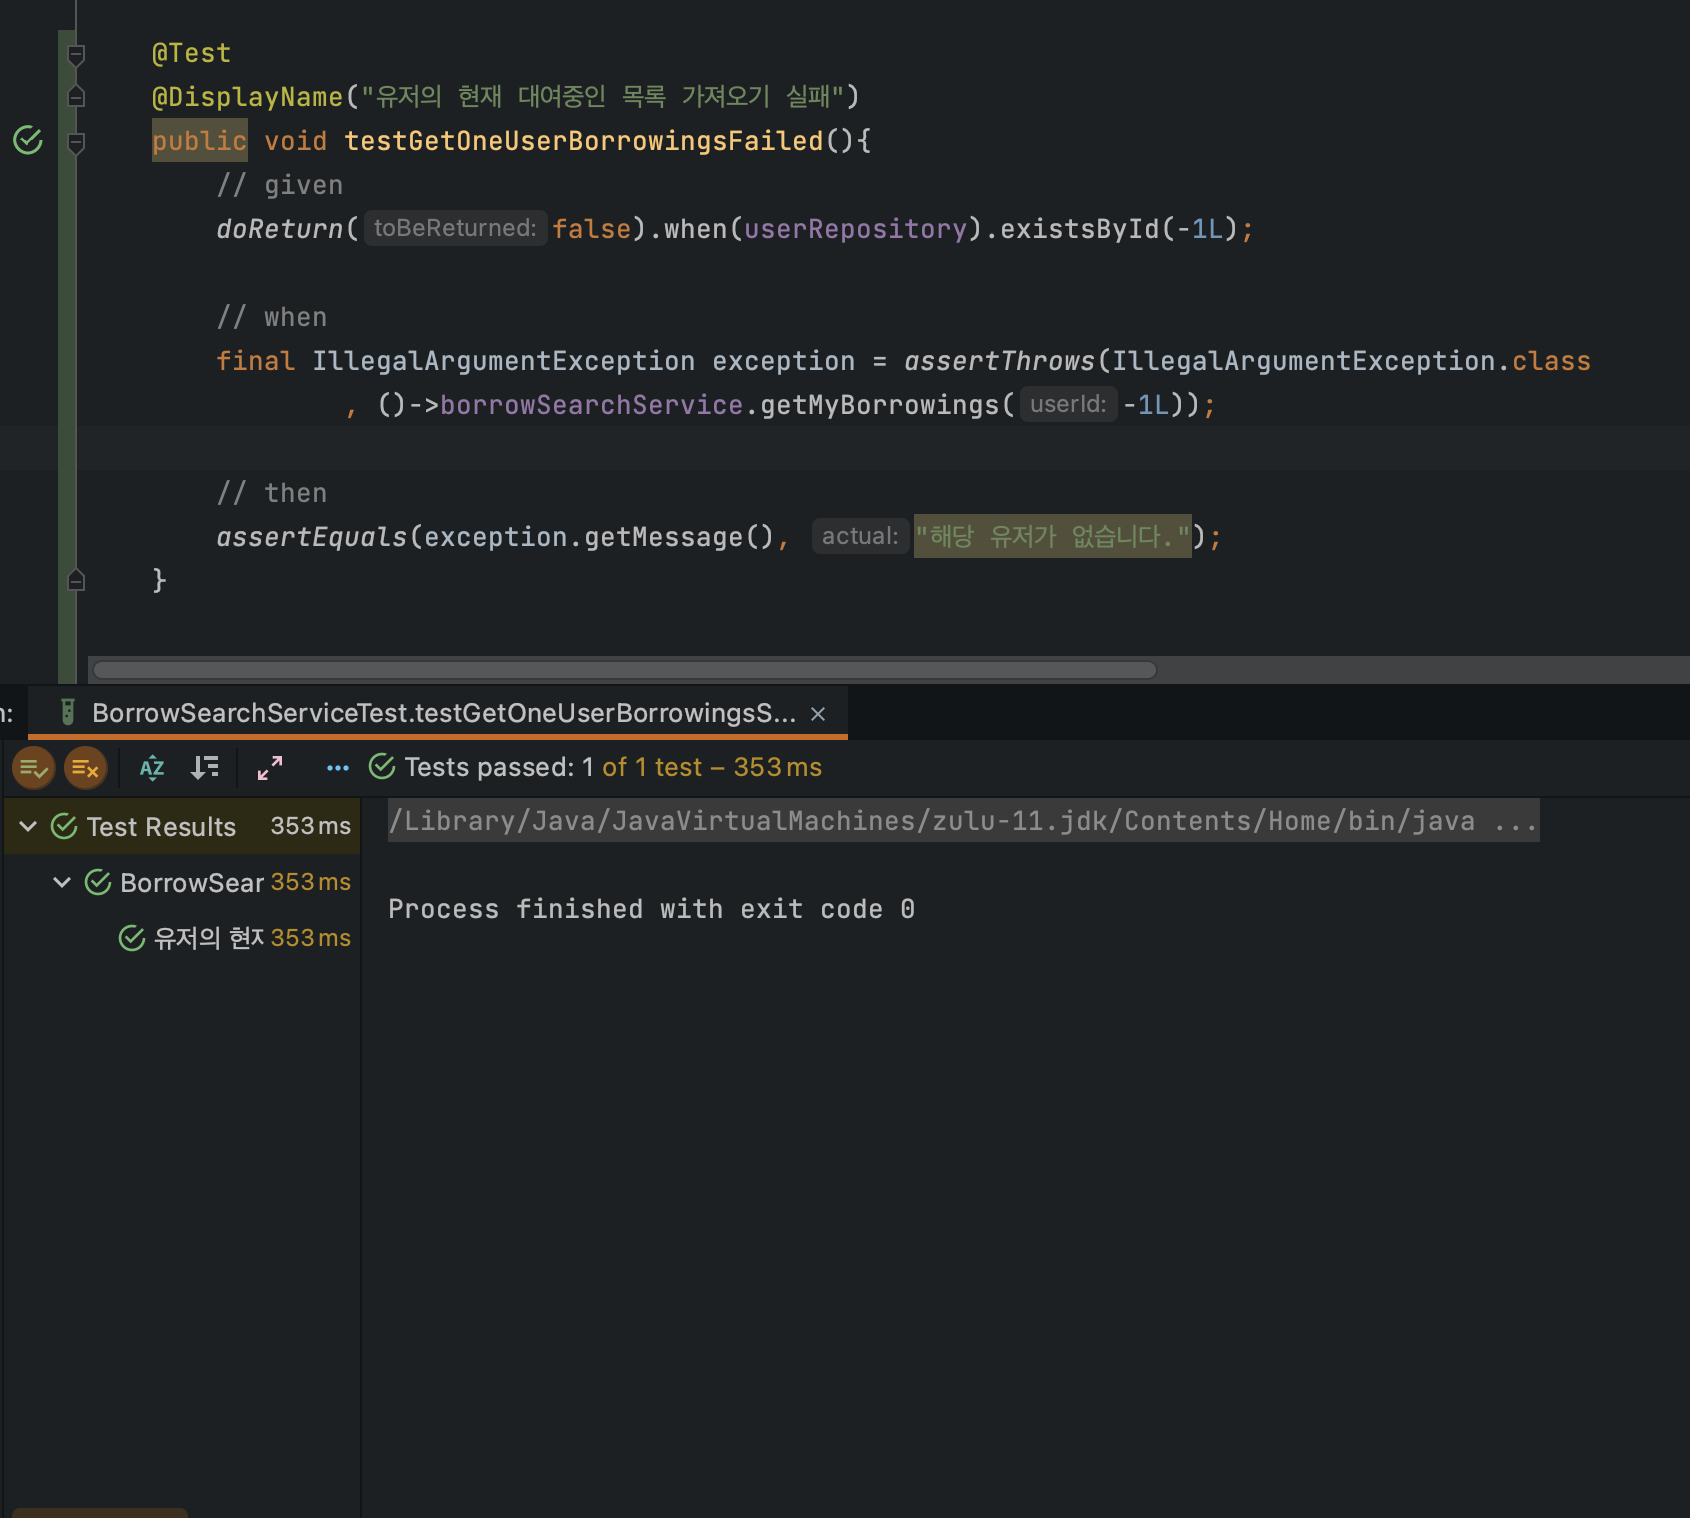 @Test
@DisplayName("유저의 현재 대여중인 목록 가져오기 실패")
public void testGetOneUserBorrowingsFailed(){
// given
doReturn( toBeReturned: false).when(userRepository).existsById(-1L);
// when
final IllegalArgumentException exception = assertThrows(IllegalArgumentException.class
, ()->borrowSearchService.getMyBorrowings( userId: -1L));
// then
assertEquals(exception.getMessage(), actual: "해당 유저가 없습니다.");
}
BorrowSearchServiceTest.testGetOneUserBorrowingsS... ×
Tests passed: 1 of 1 test – 353 ms
Test Results 353 ms
/Library/Java/JavaVirtualMachines/zulu-11.jdk/Contents/Home/bin/java ...
BorrowSear 353 ms
Process finished with exit code 0
유저의 353 ms